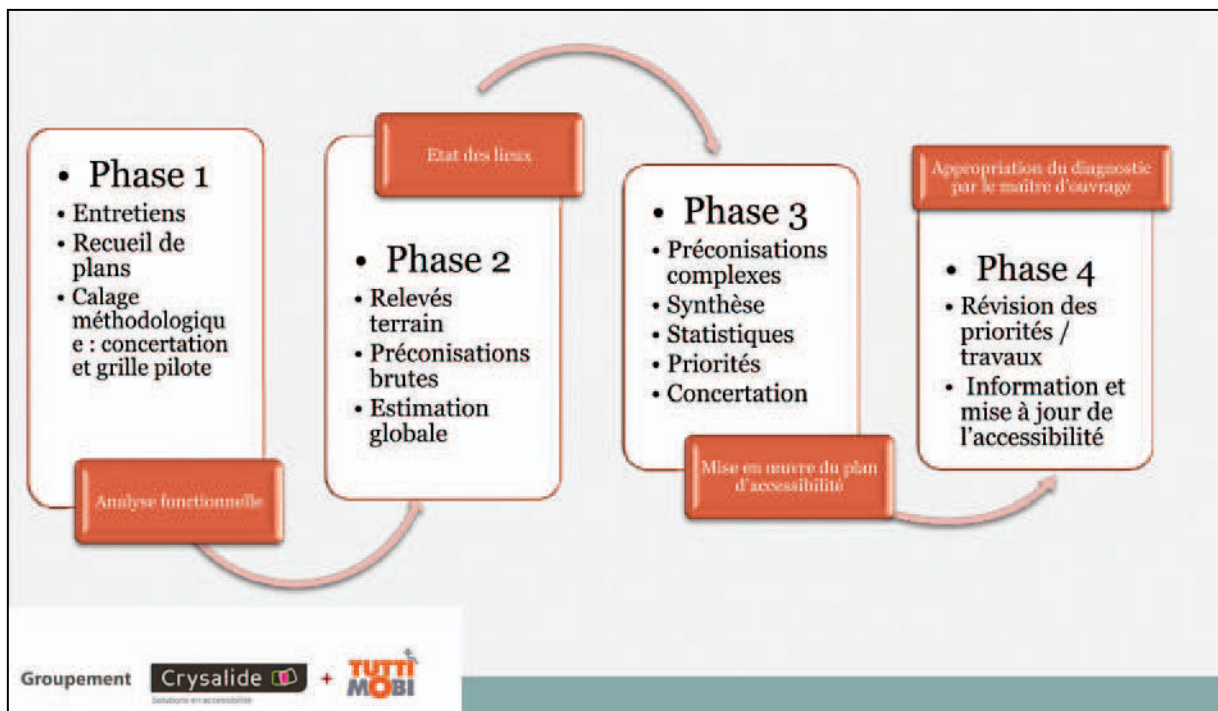 • Phase 1
• Entretiens
• Recueil de
plans
• Calage
méthodologiqu
e : concertation
et grille pilote
Analyse fonctionnelle
Etat des lieux
• Phase 2
• Relevés
terrain
• Préconisations
brutes
• Estimation
globale
• Phase 3
• Préconisations
complexes
• Synthèse
• Statistiques
• Priorités
• Concertation
Mise en œuvre du plan
d'accessibilité
Appropriation du diagnostic
par le maître d'ouvrage
• Phase 4
• Révision des
priorités /
travaux
• Information et
mise à jour de
l'accessibilité
Groupement Crysalide + TUTTI
MOBI
Solutions en accessibilité